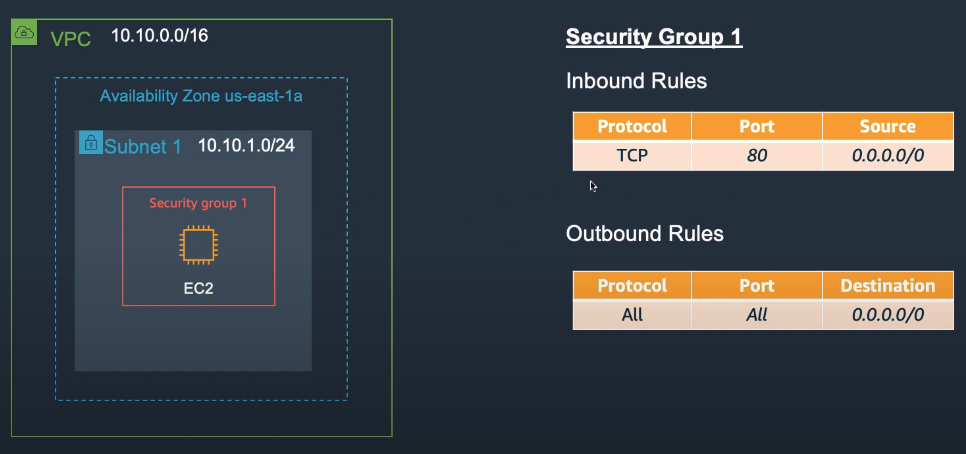 VPC 10.10.0.0/16
Availability Zone us-east-1a
Subnet 1 10.10.1.0/24
Security group 1
EC2
Security Group 1
Inbound Rules
Protocol Port Source
TCP 80 0.0.0.0/0
Outbound Rules
Protocol Port Destination
All All 0.0.0.0/0